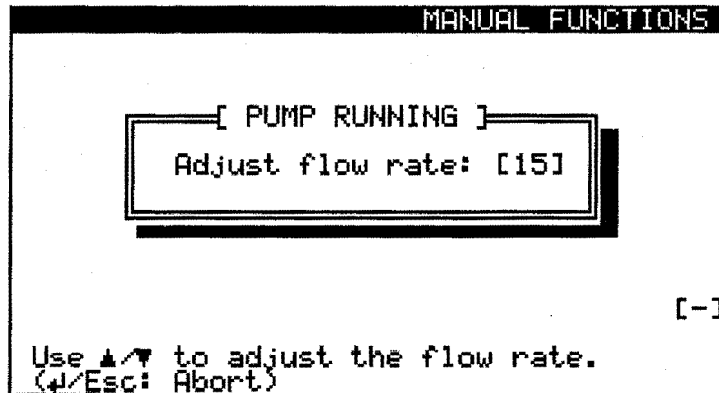 MANUAL FUNCTIONS
[ PUMP RUNNING ]
Adjust flow rate: [15]
[-]
Use ▲/▼ to adjust the flow rate.
(↵/Esc: Abort)